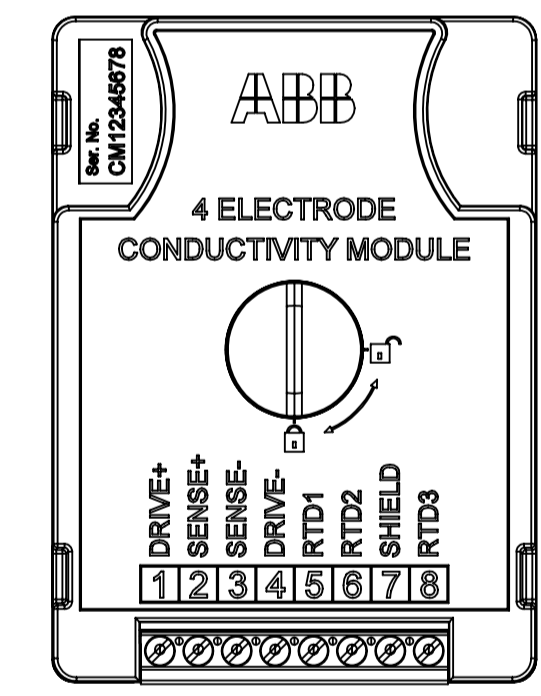 Ser. No.
CM12345678
ABB
4 ELECTRODE
CONDUCTIVITY MODULE
DRIVE+
SENSE+
SENSE-
DRIVE-
RTD1
RTD2
SHIELD
RTD3
1 2 3 4 5 6 7 8